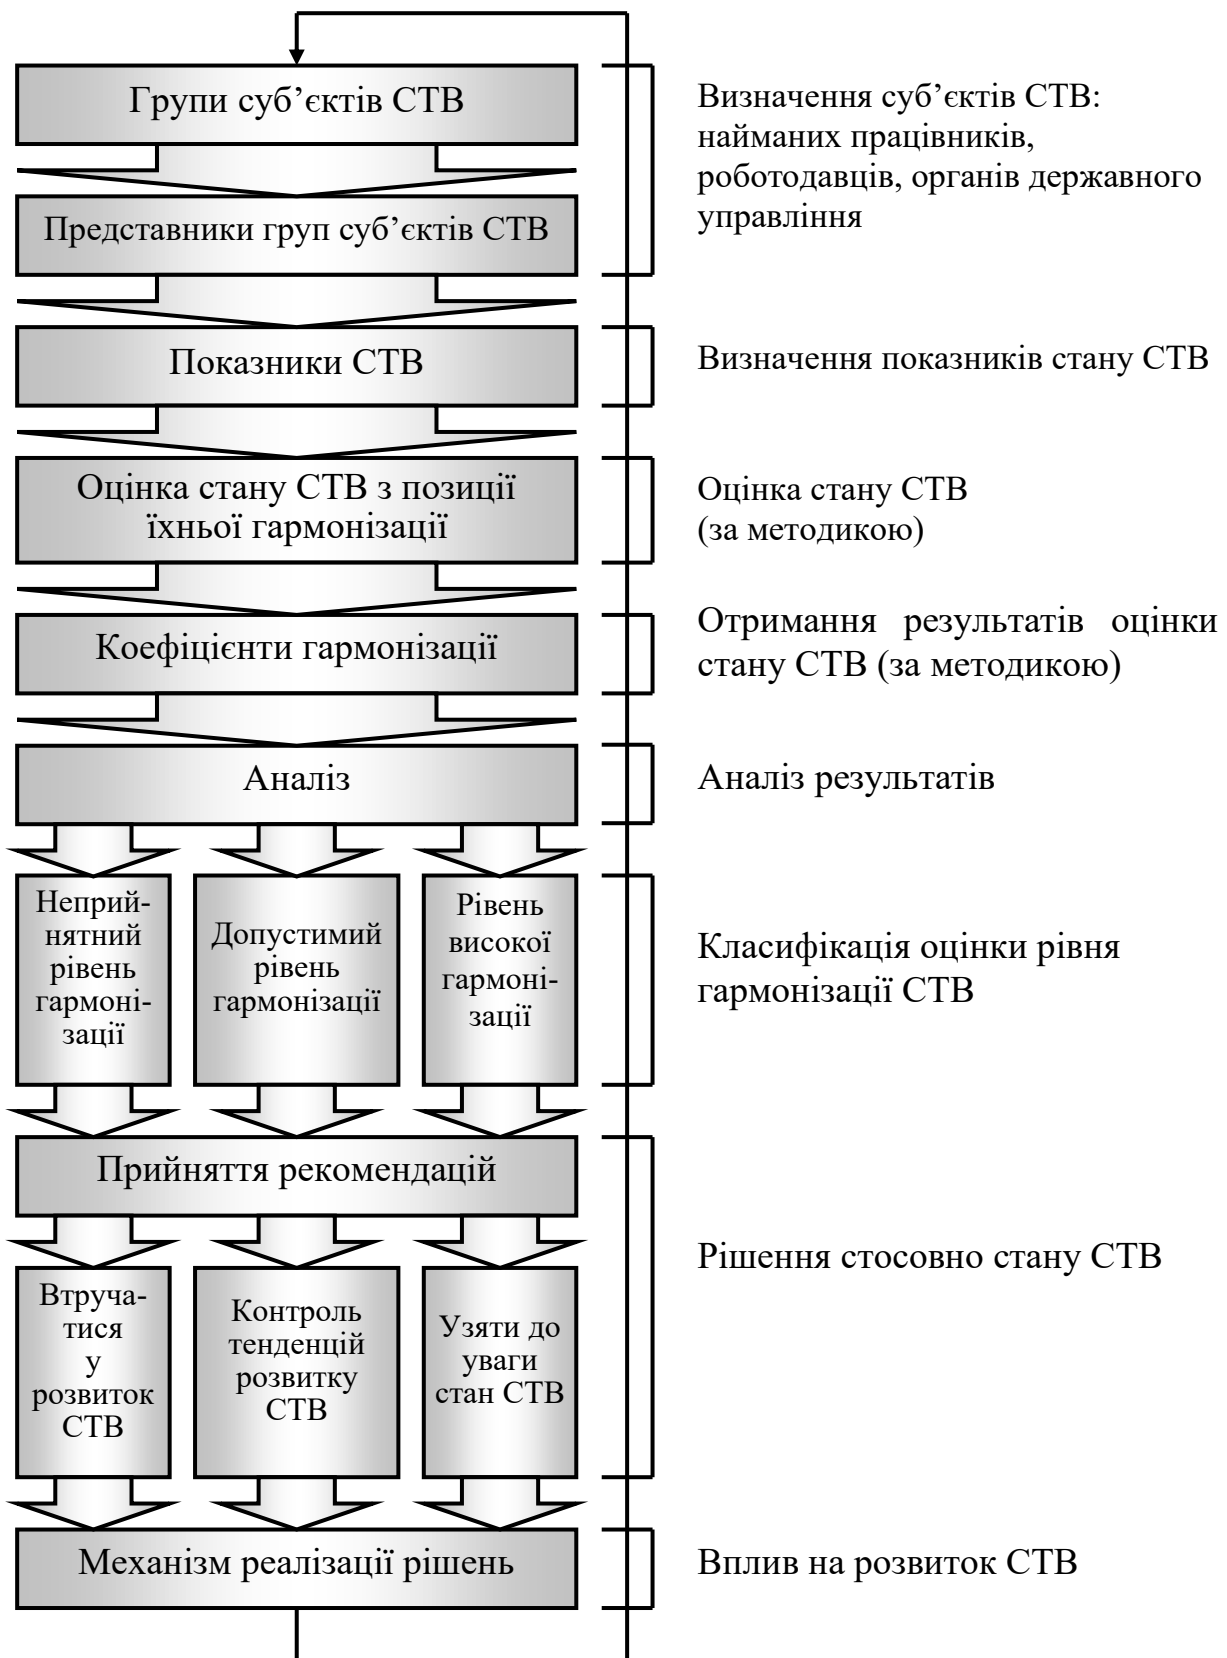 Групи суб’єктів СТВ
Визначення суб’єктів СТВ:
найманих працівників,
роботодавців, органів державного
управління
Представники груп суб’єктів СТВ
Показники СТВ
Визначення показників стану СТВ
Оцінка стану СТВ з позиції
їхньої гармонізації
Оцінка стану СТВ
(за методикою)
Коефіцієнти гармонізації
Отримання результатів оцінки
стану СТВ (за методикою)
Аналіз
Аналіз результатів
Неприй-
нятний
рівень
гармоні-
зації
Допустимий
рівень
гармонізації
Рівень
високої
гармоні-
зації
Класифікація оцінки рівня
гармонізації СТВ
Прийняття рекомендацій
Рішення стосовно стану СТВ
Втруча-
тися
у
розвиток
СТВ
Контроль
тенденцій
розвитку
СТВ
Узяти до
уваги
стан СТВ
Механізм реалізації рішень
Вплив на розвиток СТВ